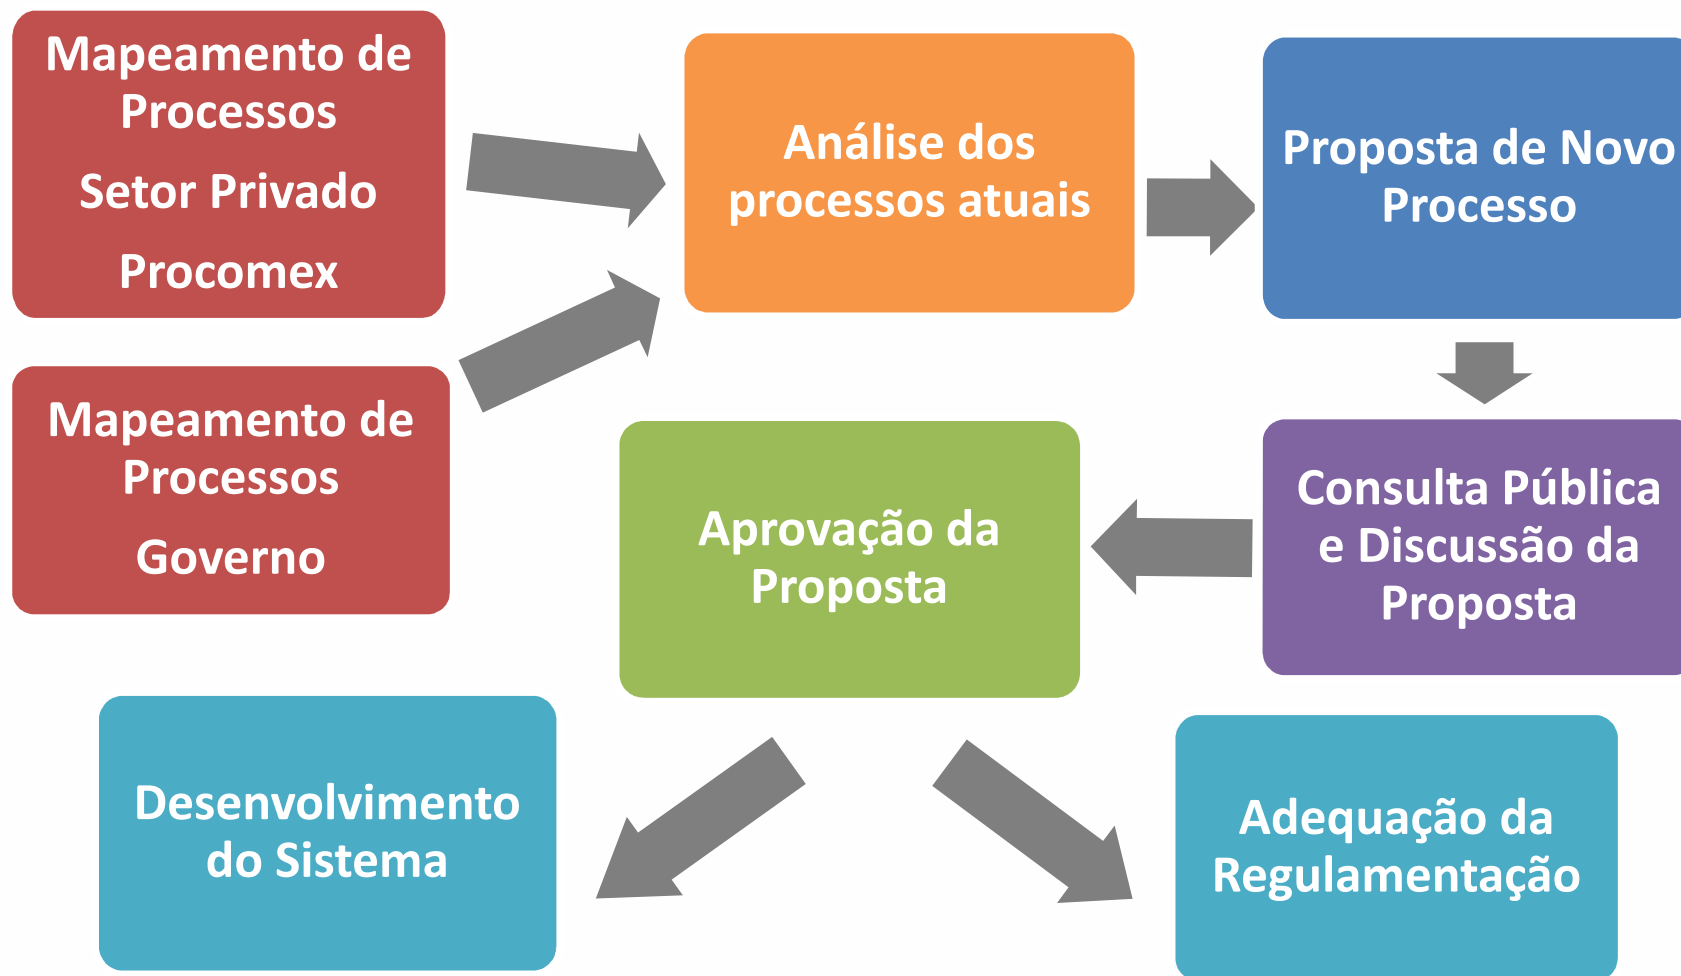 Mapeamento de
Processos
Setor Privado
Procomex
Análise dos
processos atuais
Proposta de Novo
Processo
Mapeamento de
Processos
Governo
Aprovação da
Proposta
Consulta Pública
e Discussão da
Proposta
Desenvolvimento
do Sistema
Adequação da
Regulamentação